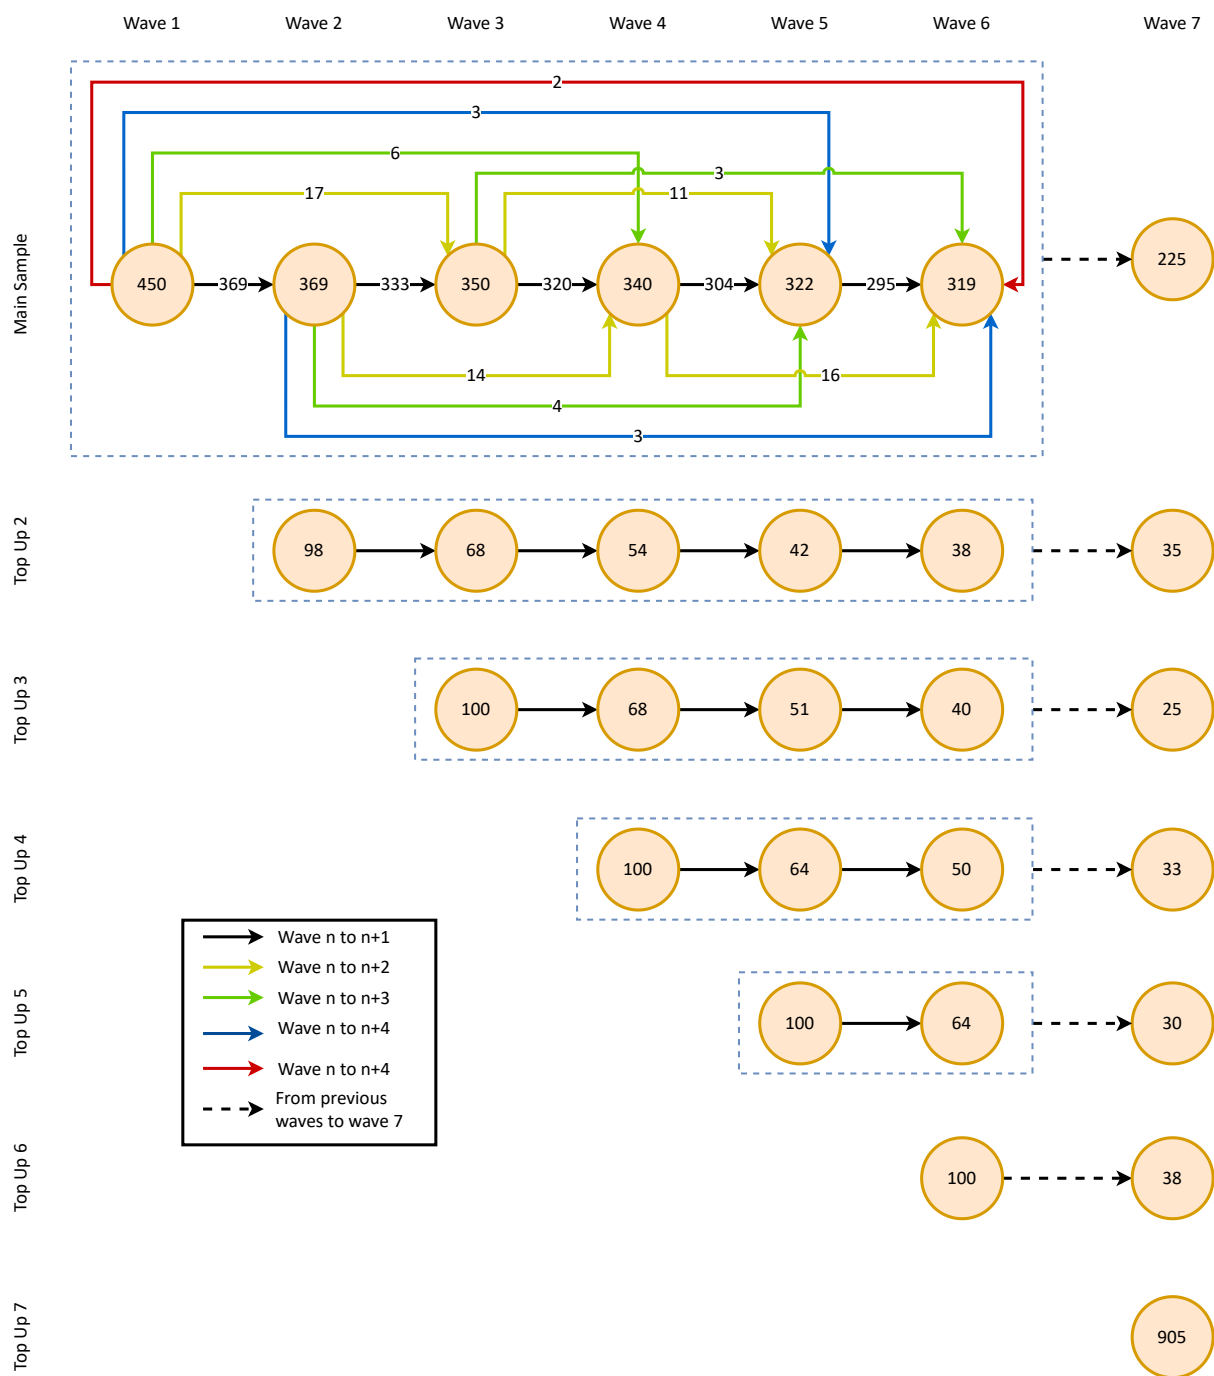 Wave 1 Wave 2 Wave 3 Wave 4 Wave 5 Wave 6 Wave 7
2
3
6
3
17 11
Main Sample
450 369 369 333 350 320 340 304 322 295 319 225
14 16
4
3
Top Up 2
98 68 54 42 38 35
Top Up 3
100 68 51 40 25
Top Up 4
100 64 50 33
Wave n to n+1
Wave n to n+2
Wave n to n+3
Wave n to n+4
Wave n to n+4
From previous
waves to wave 7
Top Up 5
100 64 30
Top Up 6
100 38
Top Up 7
905